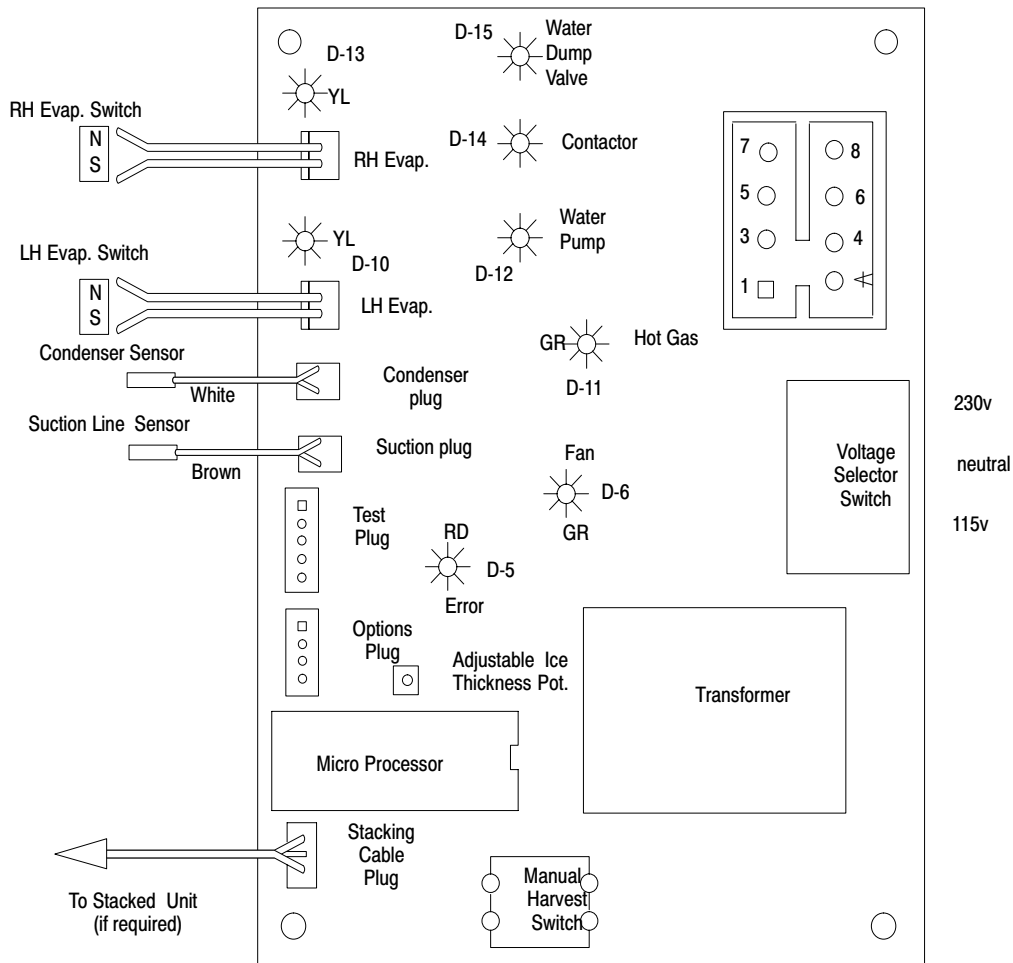 D-15
Water
Dump
Valve
D-13
YL
RH Evap. Switch
N
S
RH Evap.
D-14
Contactor
7
8
5
6
3
4
1
YL
D-10
Water
Pump
D-12
LH Evap. Switch
N
S
LH Evap.
GR
Hot Gas
D-11
Condenser Sensor
White
Condenser
plug
Suction Line Sensor
Brown
Suction plug
Fan
D-6
GR
Voltage
Selector
Switch
230v
neutral
115v
Test
Plug
RD
D-5
Error
Options
Plug
Adjustable Ice
Thickness Pot.
Transformer
Micro Processor
Stacking
Cable
Plug
To Stacked Unit
(if required)
Manual
Harvest
Switch